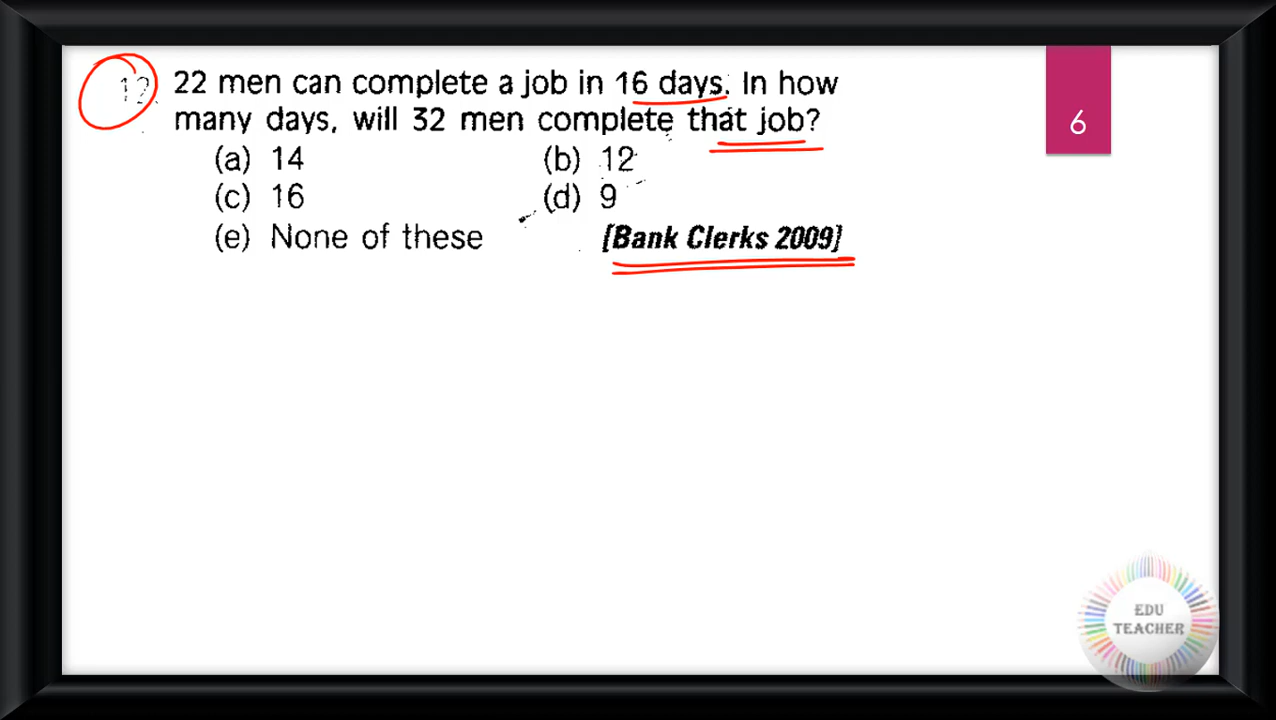 12. 22 men can complete a job in 16 days. In how
many days, will 32 men complete that job?
(a) 14 (b) 12
(c) 16 (d) 9
(e) None of these [Bank Clerks 2009]
6
EDU
TEACHER